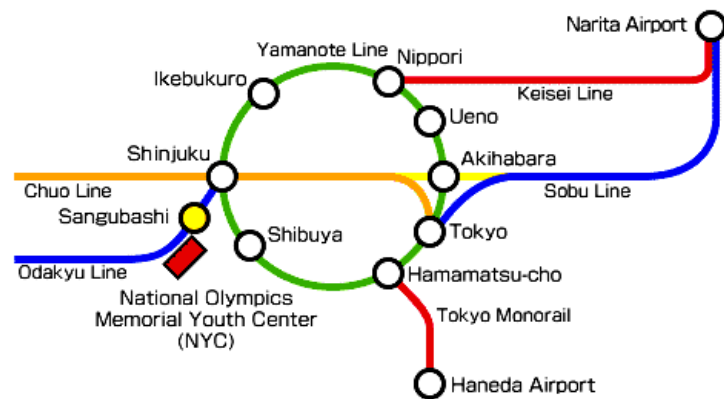 Narita Airport
Yamanote Line
Nippori
Ikebukuro
Keisei Line
Ueno
Shinjuku
Akihabara
Chuo Line
Sobu Line
Sangubashi
Shibuya
Tokyo
Odakyu Line
Hamamatsu-cho
National Olympics
Memorial Youth Center
(NYC)
Tokyo Monorail
Haneda Airport